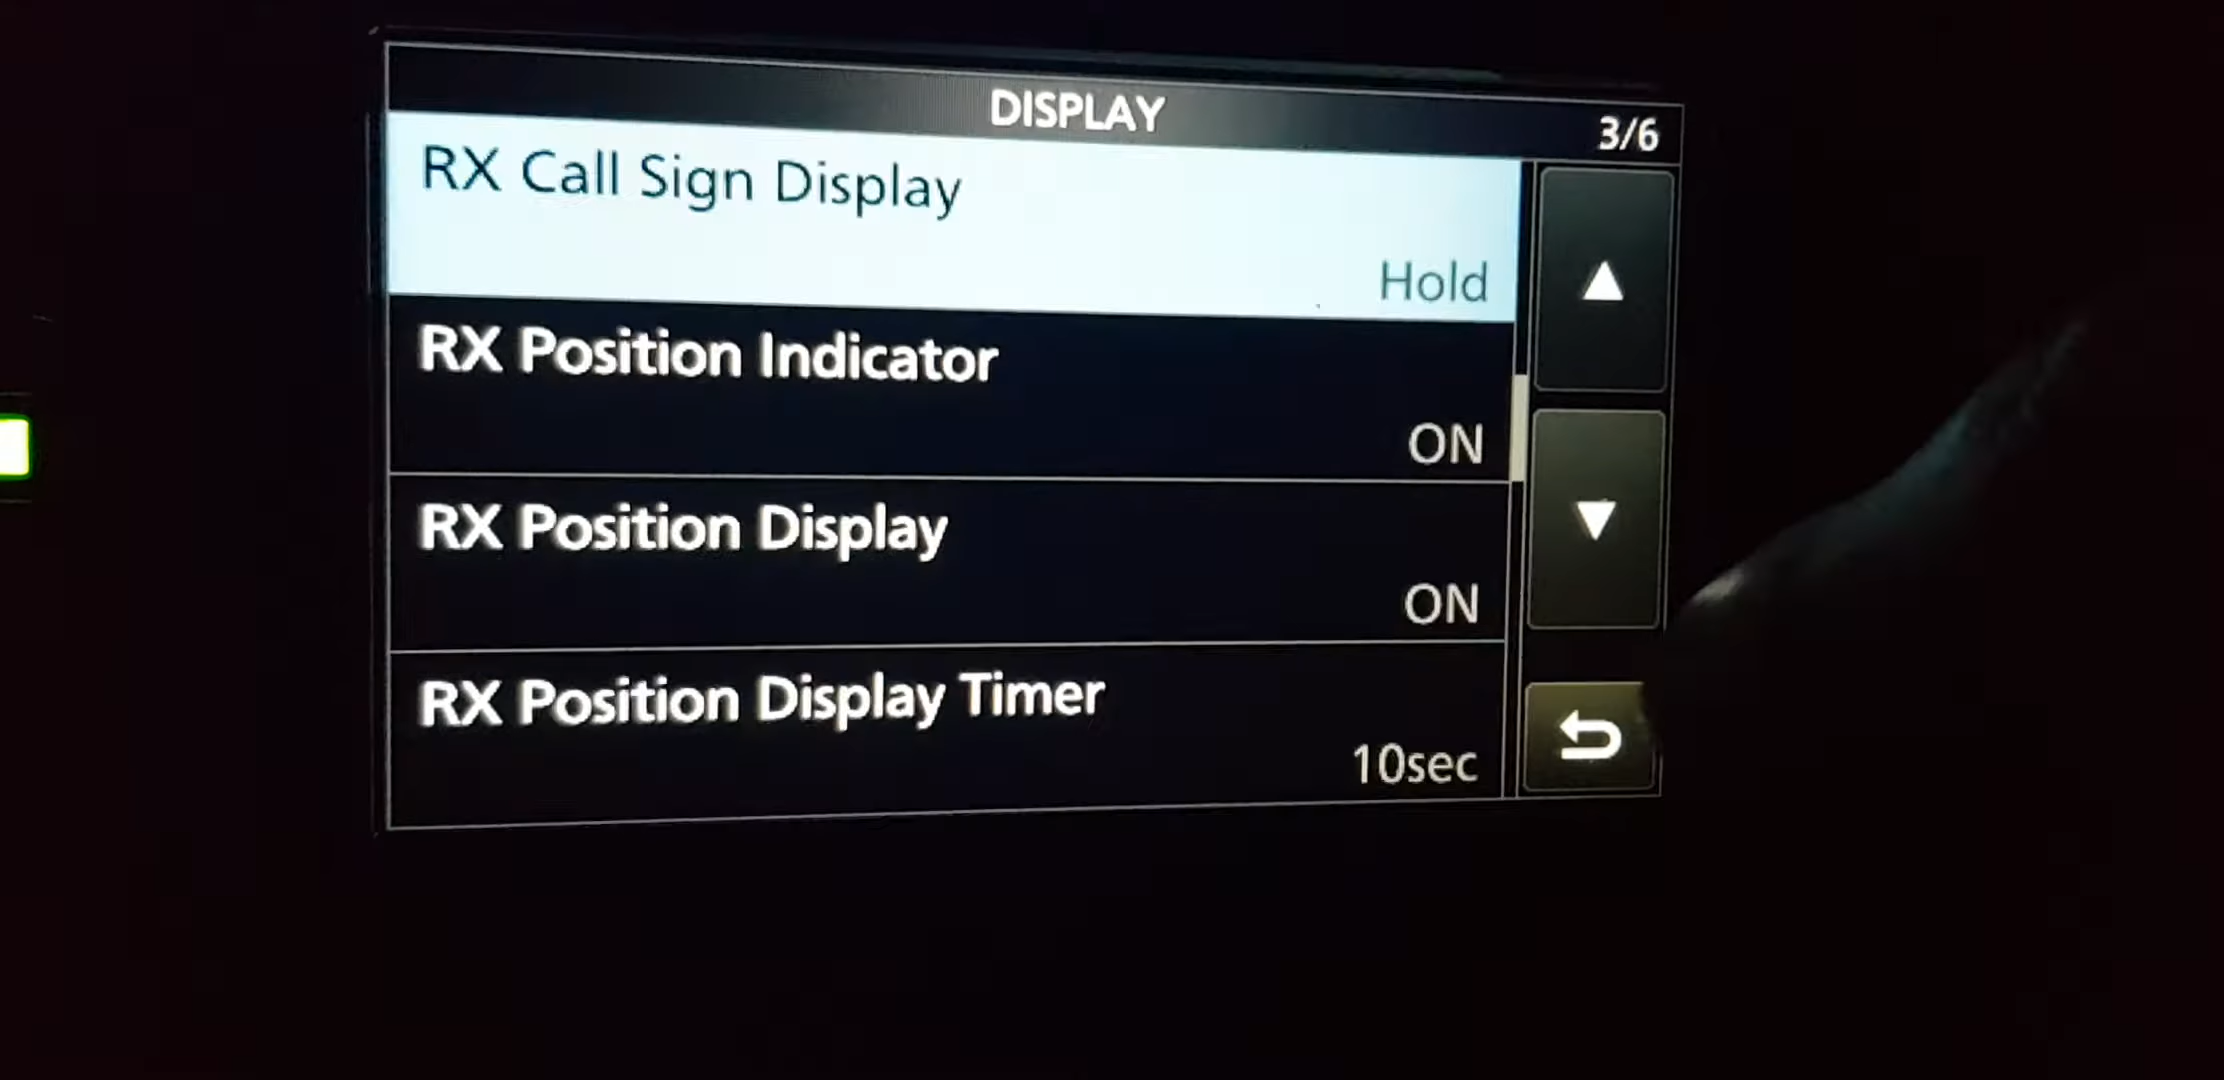 DISPLAY
3/6
RX Call Sign Display
Hold
RX Position Indicator
ON
RX Position Display
ON
RX Position Display Timer
10sec